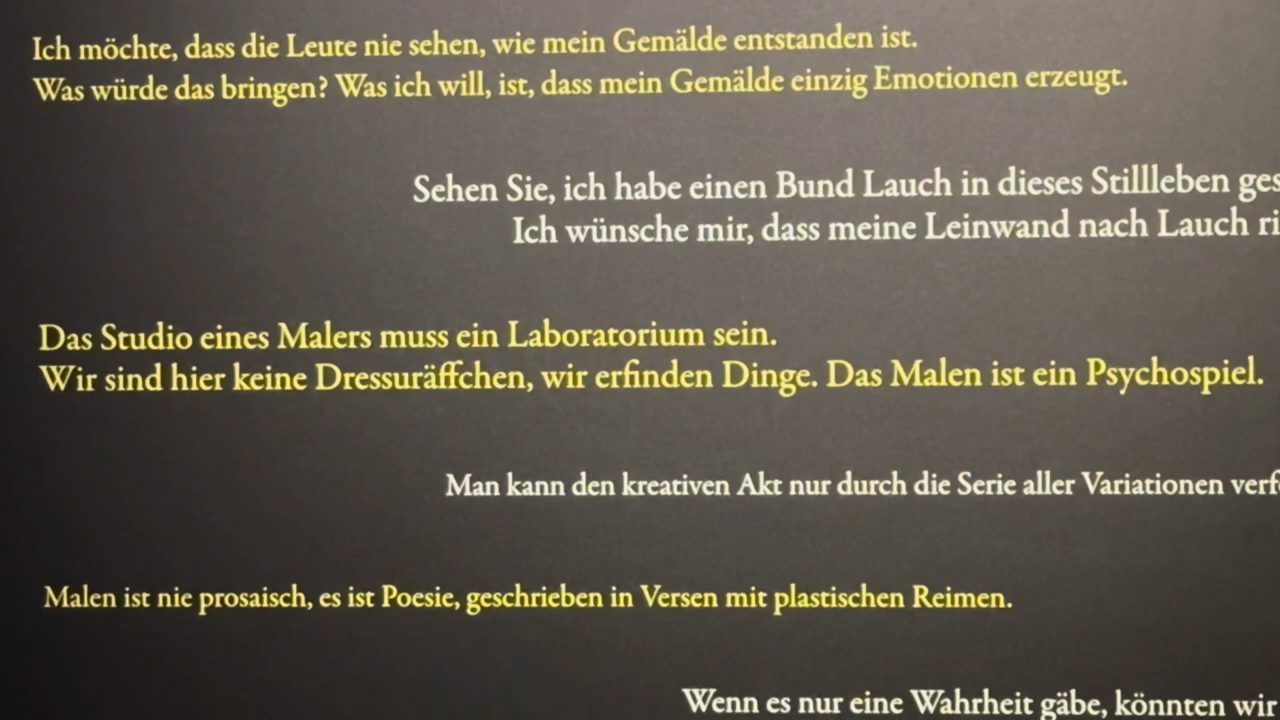 Ich möchte, dass die Leute nie sehen, wie mein Gemälde entstanden ist.
Was würde das bringen? Was ich will, ist, dass mein Gemälde einzig Emotionen erzeugt.
Sehen Sie, ich habe einen Bund Lauch in dieses Stillleben
Ich wünsche mir, dass meine Leinwand nach Lauch
Das Studio eines Malers muss ein Laboratorium sein.
Wir sind hier keine Dressuräffchen, wir erfinden Dinge. Das Malen ist ein Psychospiel.
Man kann den kreativen Akt nur durch die Serie aller Variationen
Malen ist nie prosaisch, es ist Poesie, geschrieben in Versen mit plastischen Reimen.
Wenn es nur eine Wahrheit gäbe, könnten wir